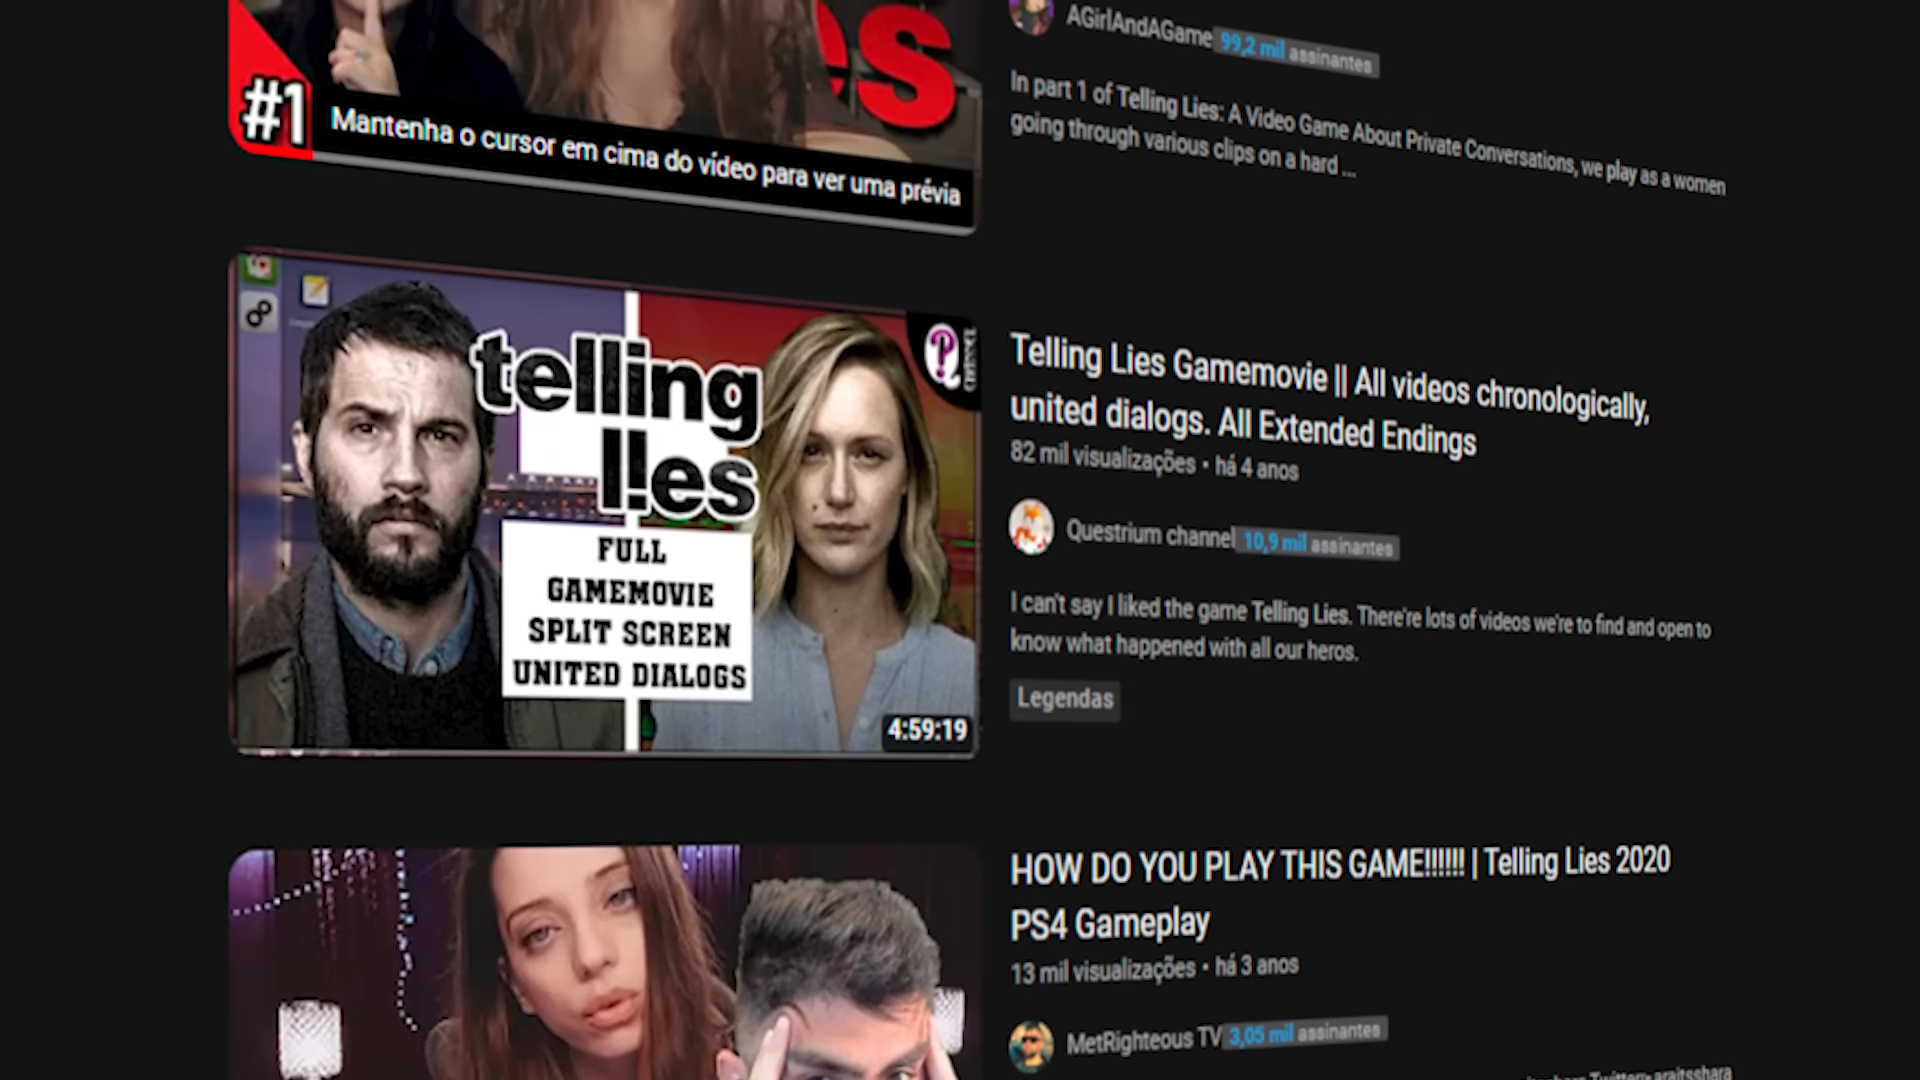 AGirlAndAGame 99,2 mil assinantes
es
#1
Mantenha o cursor em cima do vídeo para ver uma prévia
In part 1 of Telling Lies: A Video Game About Private Conversations, we play as a women
going through various clips on a hard ...
telling
l!es
FULL
GAMEMOVIE
SPLIT SCREEN
UNITED DIALOGS
4:59:19
Telling Lies Gamemovie || All videos chronologically,
united dialogs. All Extended Endings
82 mil visualizações • há 4 anos
Questrium channel 10,9 mil assinantes
I can't say I liked the game Telling Lies. There're lots of videos we're to find and open to
know what happened with all our heros.
Legendas
HOW DO YOU PLAY THIS GAME!!!!!! | Telling Lies 2020
PS4 Gameplay
13 mil visualizações • há 3 anos
MetRighteous TV 3,05 mil assinantes